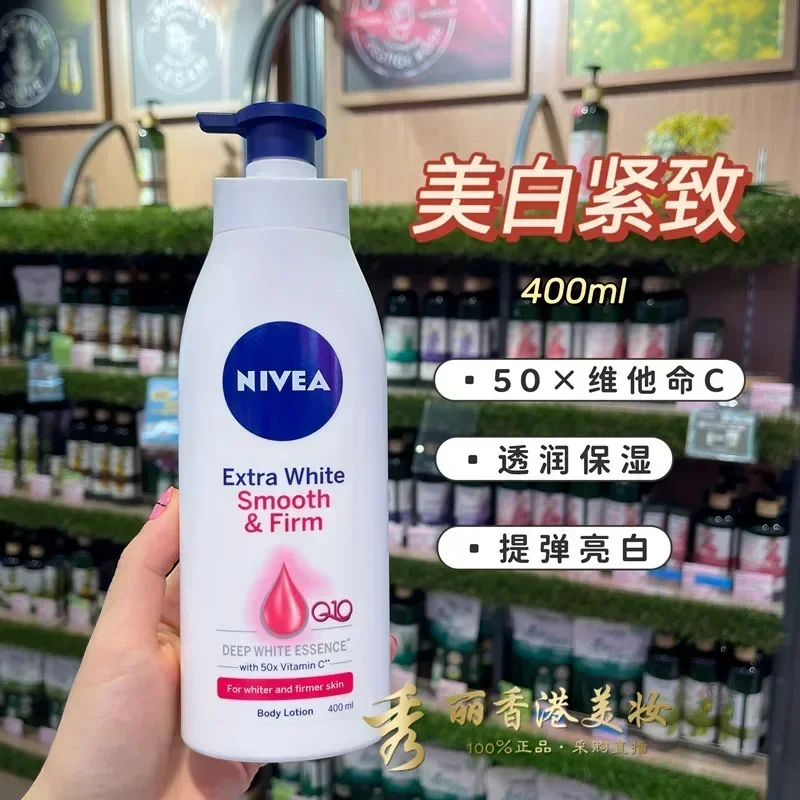 美白紧致
400ml
· 50×维他命C
· 透润保湿
· 提弹亮白
NIVEA
Extra White
Smooth
& Firm
Q10
DEEP WHITE ESSENCE*
with 50x Vitamin C**
For whiter and firmer skin
Body Lotion 400 ml
秀丽香港美妆
100%正品·采购直播